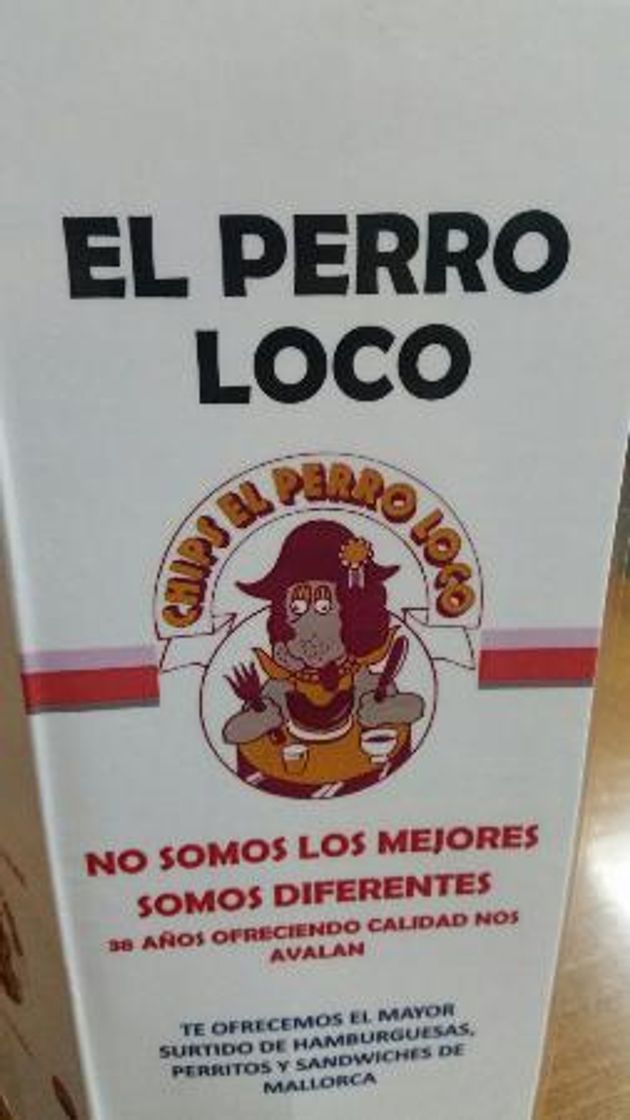 EL PERRO
LOCO
CHIPS EL PERRO LOCO
NO SOMOS LOS MEJORES
SOMOS DIFERENTES
38 AÑOS OFRECIENDO CALIDAD NOS
AVALAN
TE OFRECEMOS EL MAYOR
SURTIDO DE HAMBURGUESAS,
PERRITOS Y SANDWICHES DE
MALLORCA